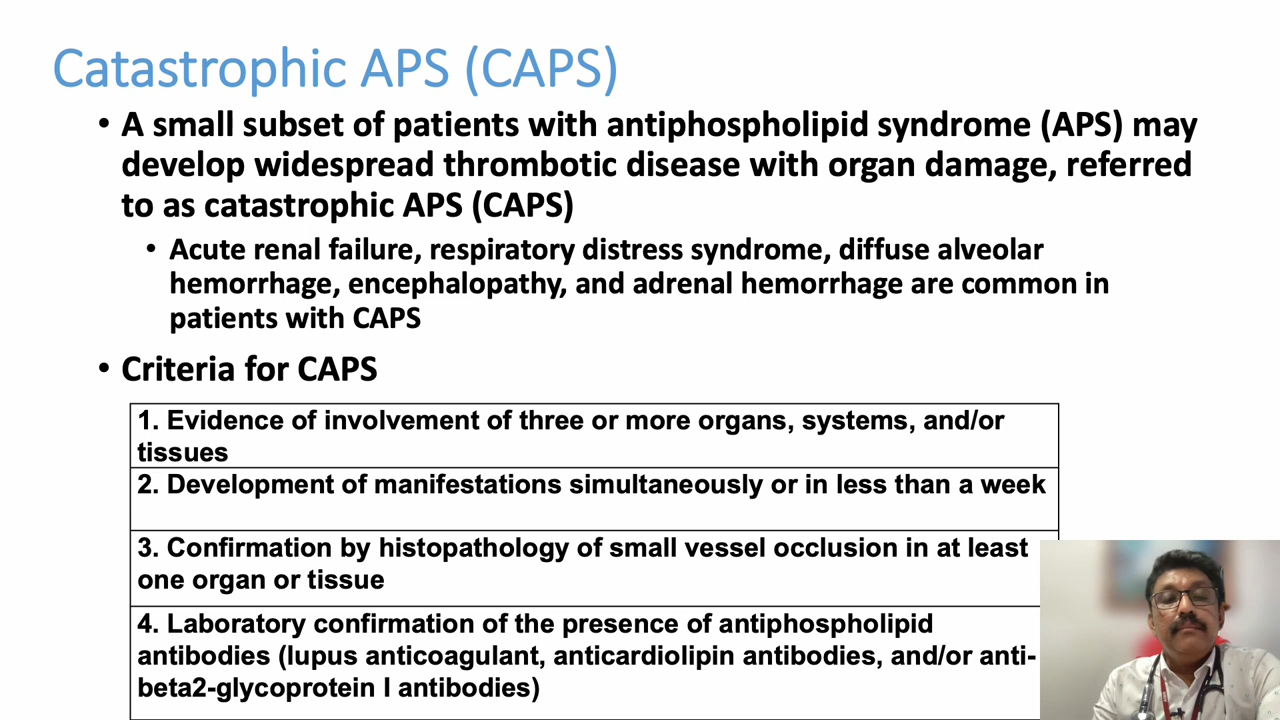 Catastrophic APS (CAPS)
• A small subset of patients with antiphospholipid syndrome (APS) may
develop widespread thrombotic disease with organ damage, referred
to as catastrophic APS (CAPS)
• Acute renal failure, respiratory distress syndrome, diffuse alveolar
hemorrhage, encephalopathy, and adrenal hemorrhage are common in
patients with CAPS
• Criteria for CAPS
1. Evidence of involvement of three or more organs, systems, and/or
tissues
2. Development of manifestations simultaneously or in less than a week
3. Confirmation by histopathology of small vessel occlusion in at least
one organ or tissue
4. Laboratory confirmation of the presence of antiphospholipid
antibodies (lupus anticoagulant, anticardiolipin antibodies, and/or anti-
beta2-glycoprotein I antibodies)